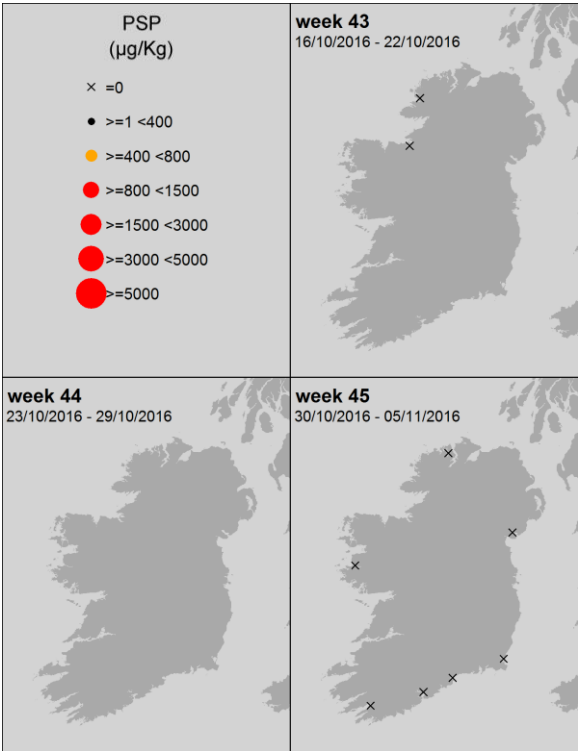 PSP
(µg/Kg)
=0
>=1 <400
>=400 <800
>=800 <1500
>=1500 <3000
>=3000 <5000
>=5000
week 43
16/10/2016 - 22/10/2016
week 44
23/10/2016 - 29/10/2016
week 45
30/10/2016 - 05/11/2016